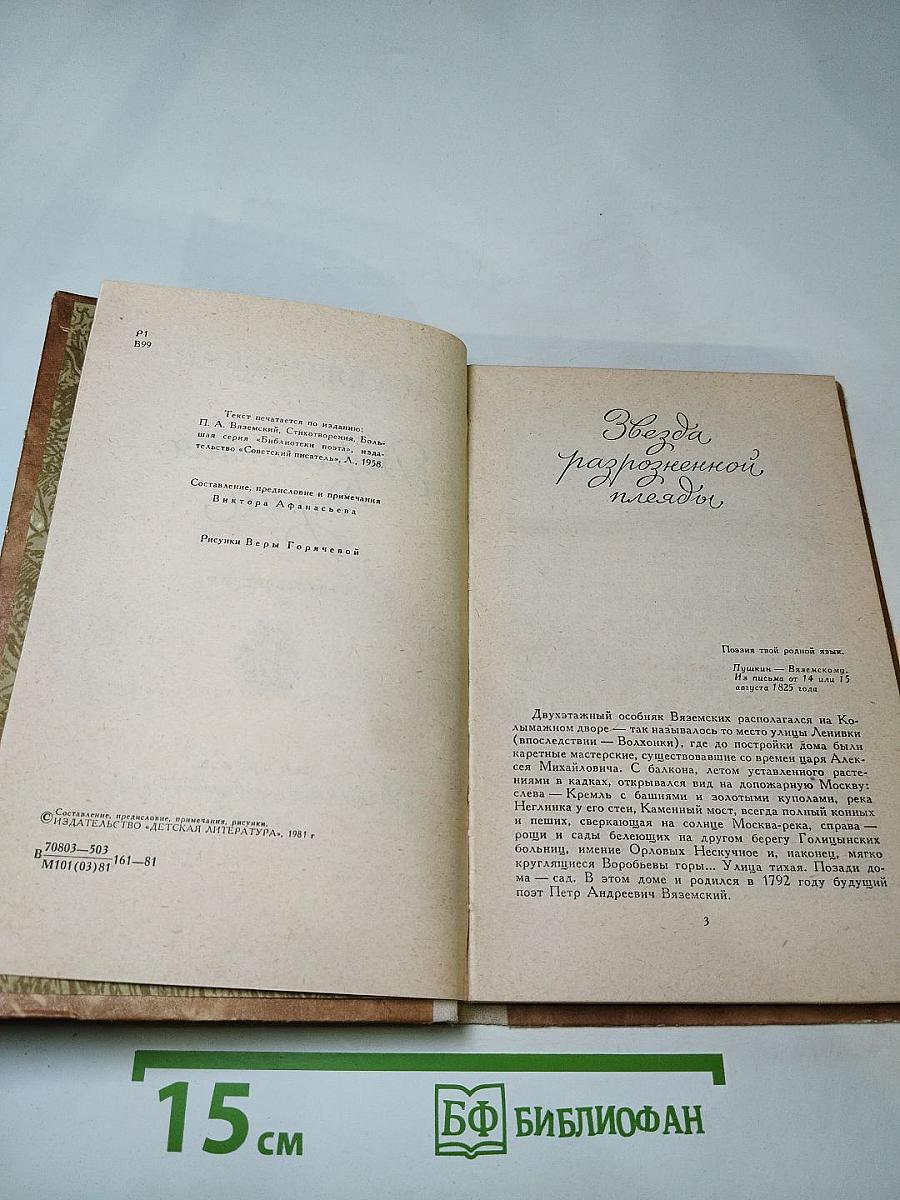 Р1
В99
Текст печатается по изданию:
П. А. Вяземский, Стихотворения, Боль-
шая серия «Библиотеки поэта», изда-
тельство «Советский писатель», Л., 1958.
Составление, предисловие и примечания
Виктора Афанасьева
Рисунки Веры Горячевой
© Составление, предисловие, примечания, рисунки.
ИЗДАТЕЛЬСТВО «ДЕТСКАЯ ЛИТЕРАТУРА», 1981 г
В 70803—503 161—81
М101(03)81
Звезда
разрозненной
плеяды
Поэзия твой родной язык.
Пушкин — Вяземскому.
Из письма от 14 или 15
августа 1825 года
Двухэтажный особняк Вяземских располагался на Ко-
лымажном дворе — так называлось то место улицы Ленивки
(впоследствии — Волхонки), где до постройки дома были
каретные мастерские, существовавшие со времен царя Алек-
сея Михайловича. С балкона, летом уставленного расте-
ниями в кадках, открывался вид на допожарную Москву:
слева — Кремль с башнями и золотыми куполами, река
Неглинка у его стен, Каменный мост, всегда полный конных
и пеших, сверкающая на солнце Москва-река, справа —
рощи и сады белеющих на другом берегу Голицынских
больниц, имение Орловых Нескучное и, наконец, мягко
круглящиеся Воробьевы горы... Улица тихая. Позади до-
ма — сад. В этом доме и родился в 1792 году будущий
поэт Петр Андреевич Вяземский.
3
15 см
БФ БИБЛИОФАН